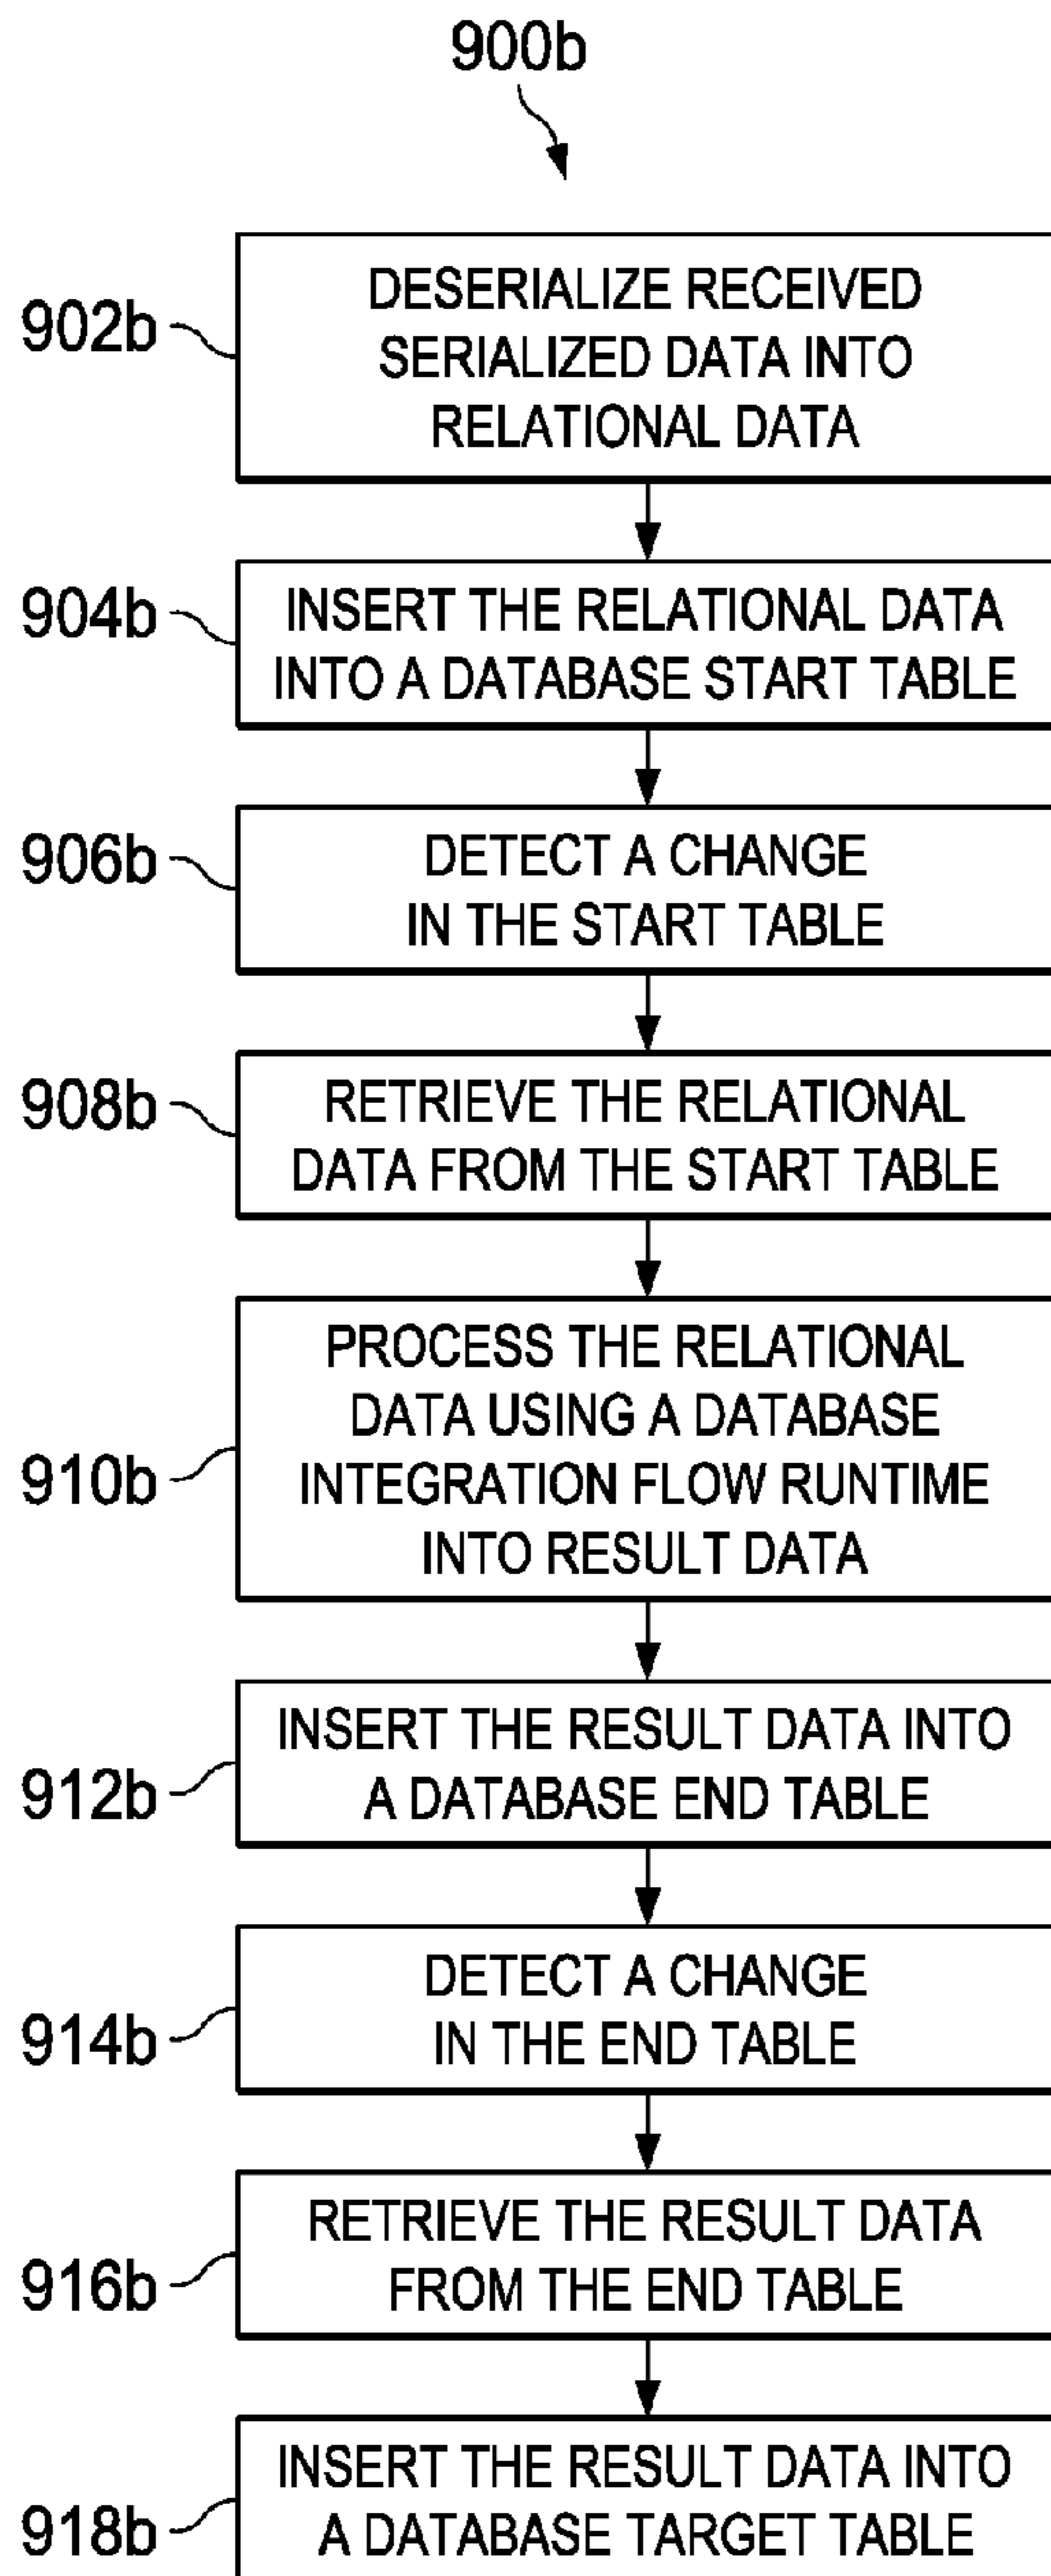 900b
902b
DESERIALIZE RECEIVED
SERIALIZED DATA INTO
RELATIONAL DATA
904b
INSERT THE RELATIONAL DATA
INTO A DATABASE START TABLE
906b
DETECT A CHANGE
IN THE START TABLE
908b
RETRIEVE THE RELATIONAL
DATA FROM THE START TABLE
910b
PROCESS THE RELATIONAL
DATA USING A DATABASE
INTEGRATION FLOW RUNTIME
INTO RESULT DATA
912b
INSERT THE RESULT DATA INTO
A DATABASE END TABLE
914b
DETECT A CHANGE
IN THE END TABLE
916b
RETRIEVE THE RESULT DATA
FROM THE END TABLE
918b
INSERT THE RESULT DATA INTO
A DATABASE TARGET TABLE